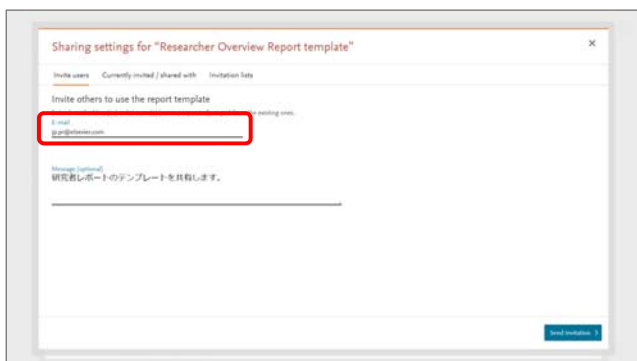 Sharing settings for "Researcher Overview Report template"
Invite users Currently invited / shared with Invitation lists
Invite others to use the report template
existing ones.
E-mail
@elsevier.com
Message (optional)
研究者レポートのテンプレートを共有します。
Send invitation